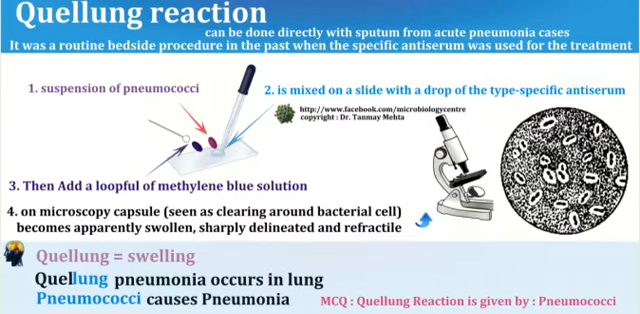 Quellung reaction
can be done directly with sputum from acute pneumonia cases
It was a routine bedside procedure in the past when the specific antiserum was used for the treatment
1. suspension of pneumococci
2. is mixed on a slide with a drop of the type-specific antiserum
http://www.facebook.com/microbiologycentre
copyright : Dr. Tanmay Mehta
3. Then Add a loopful of methylene blue solution
4. on microscopy capsule (seen as clearing around bacterial cell)
becomes apparently swollen, sharply delineated and refractile
Quellung = swelling
Quellung pneumonia occurs in lung
Pneumococci causes Pneumonia
MCQ : Quellung Reaction is given by : Pneumococci